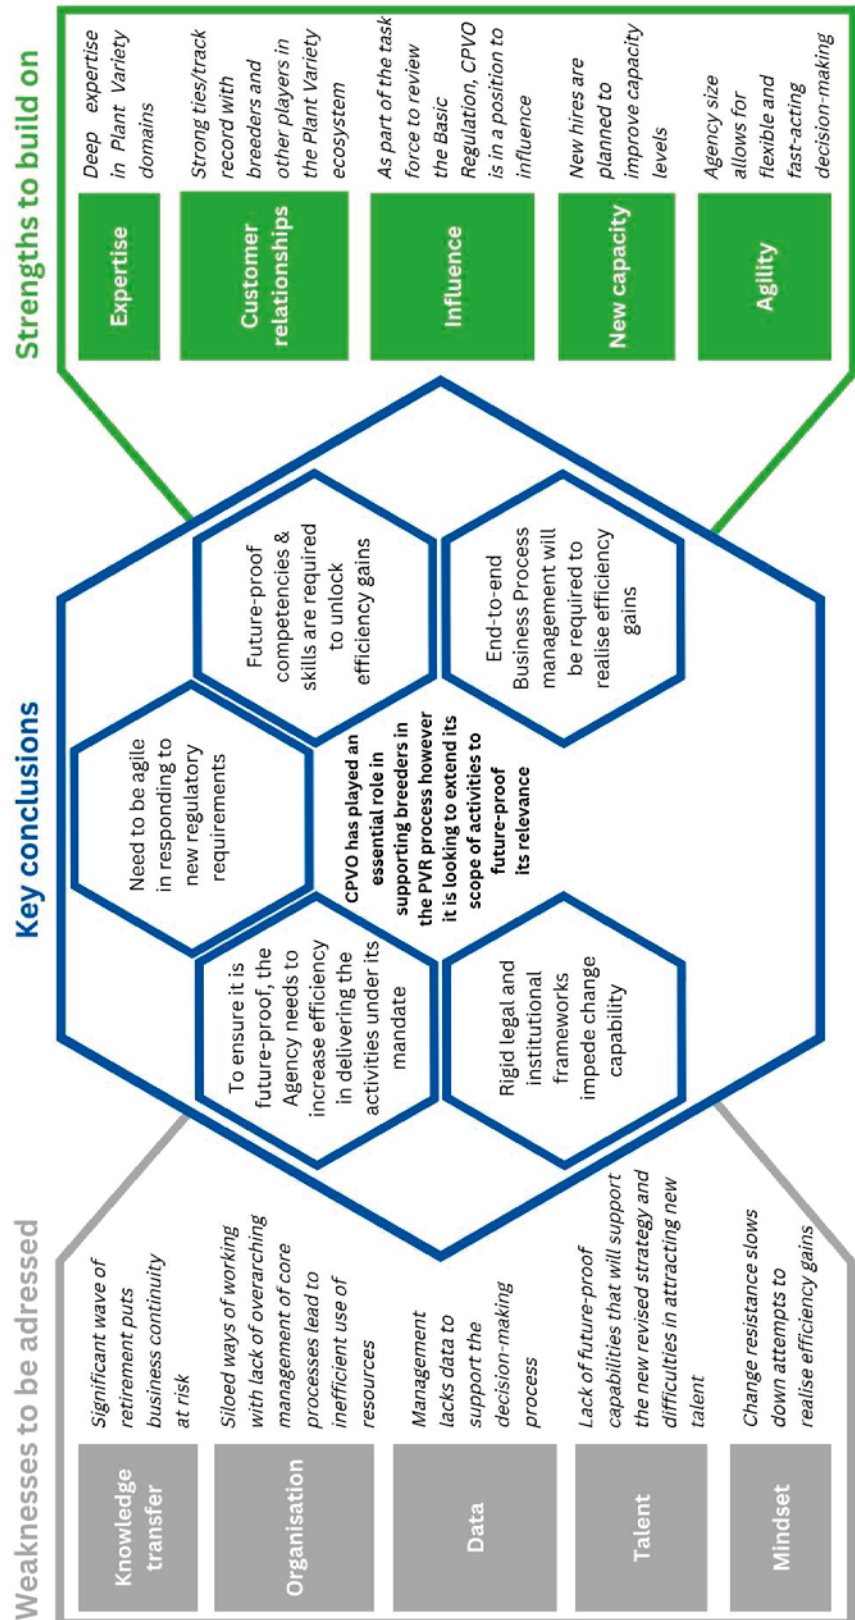 Weaknesses to be adressed
Knowledge
transfer
Significant wave of
retirement puts
business continuity
at risk
Organisation
Siloed ways of working
with lack of overarching
management of core
processes lead to
inefficient use of
resources
Data
Management
lacks data to
support the
decision-making
process
Talent
Lack of future-proof
capabilities that will support
the new revised strategy and
difficulties in attracting new
talent
Mindset
Change resistance slows
down attempts to
realise efficiency gains
Key conclusions
Need to be agile
in responding to
new regulatory
requirements
To ensure it is
future-proof, the
Agency needs to
increase efficiency
in delivering the
activities under its
mandate
Future-proof
competencies &
skills are required
to unlock
efficiency gains
CPVO has played an
essential role in
supporting breeders in
the PVR process however
it is looking to extend its
scope of activities to
future-proof
its relevance
Rigid legal and
institutional
frameworks
impede change
capability
End-to-end
Business Process
management will
be required to
realise efficiency
gains
Strengths to build on
Expertise
Deep expertise
in Plant Variety
domains
Customer
relationships
Strong ties/track
record with
breeders and
other players in
the Plant Variety
ecosystem
Influence
As part of the task
force to review
the Basic
Regulation, CPVO
is in a position to
influence
New capacity
New hires are
planned to
improve capacity
levels
Agility
Agency size
allows for
flexible and
fast-acting
decision-making